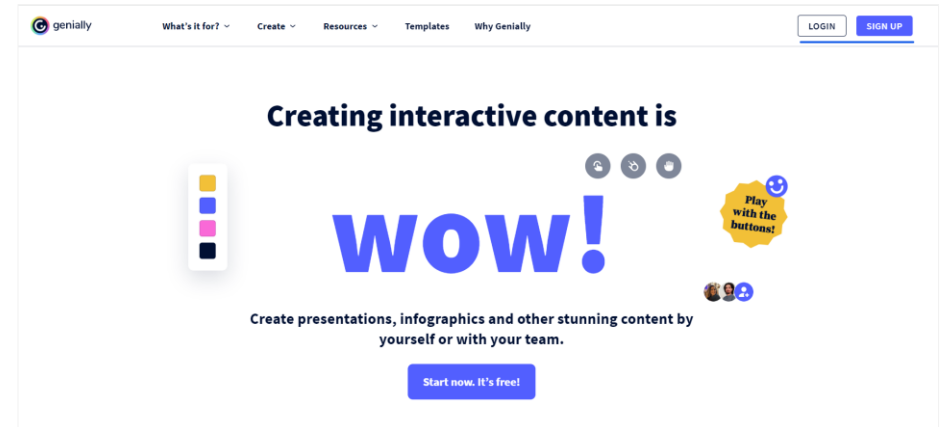 genially
What's it for?
Create
Resources
Templates
Why Genially
LOGIN
SIGN UP
Creating interactive content is
wow!
Play
with the
buttons!
Create presentations, infographics and other stunning content by
yourself or with your team.
Start now. It's free!